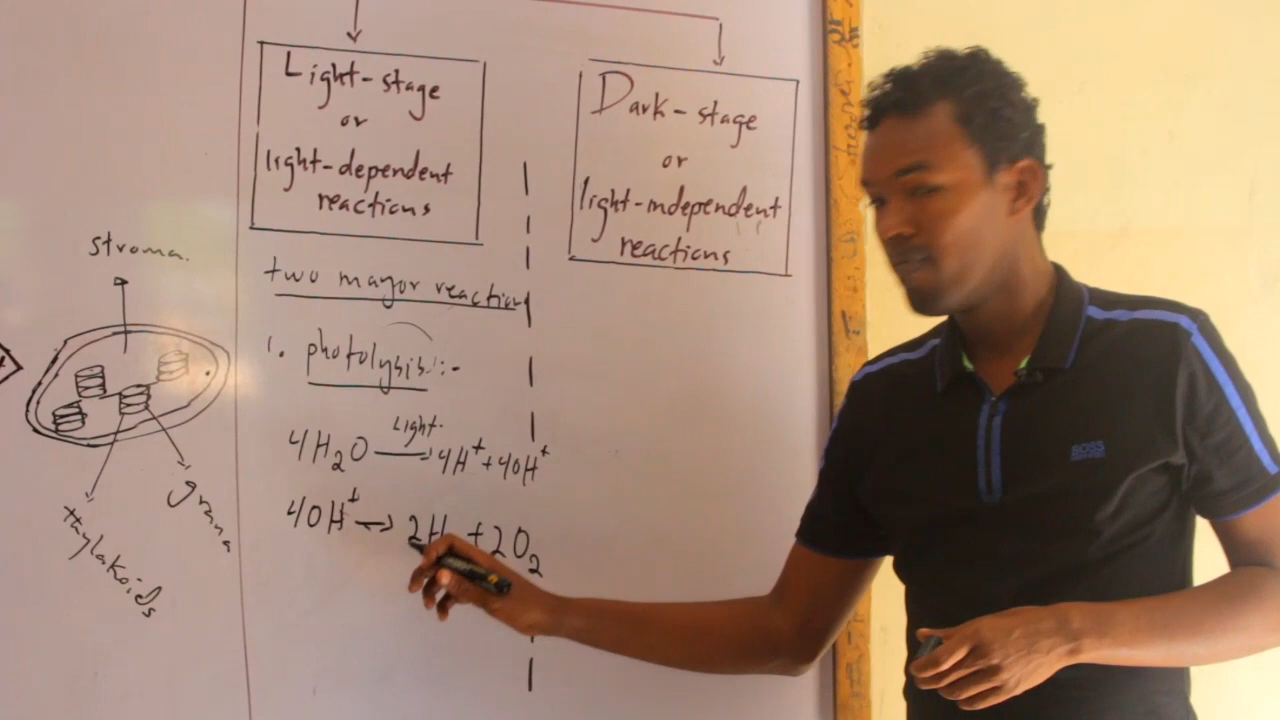 Light-stage
or
light-dependent
reactions
Dark-stage
or
light-independent
reactions
two mayor reactions
1. photolysis:-
4H₂O —Light→ 4H⁺+4OH⁺
4OH⁺ → 2H + 2O₂
stroma.
grana
thylakoids
BOSS